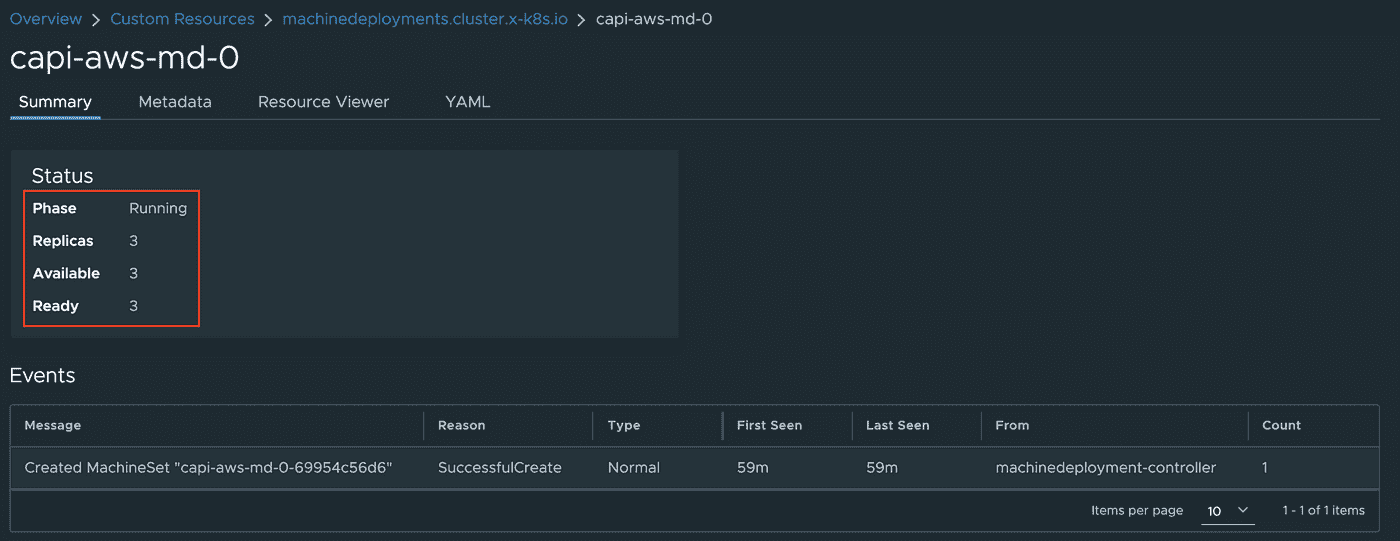 Overview > Custom Resources > machinedeployments.cluster.x-k8s.io > capi-aws-md-0
capi-aws-md-0
Summary Metadata Resource Viewer YAML
Status
Phase Running
Replicas 3
Available 3
Ready 3
Events
Message Reason Type First Seen Last Seen From Count
Created MachineSet "capi-aws-md-0-69954c56d6" SuccessfulCreate Normal 59m 59m machinedeployment-controller 1
Items per page 10 1 - 1 of 1 items